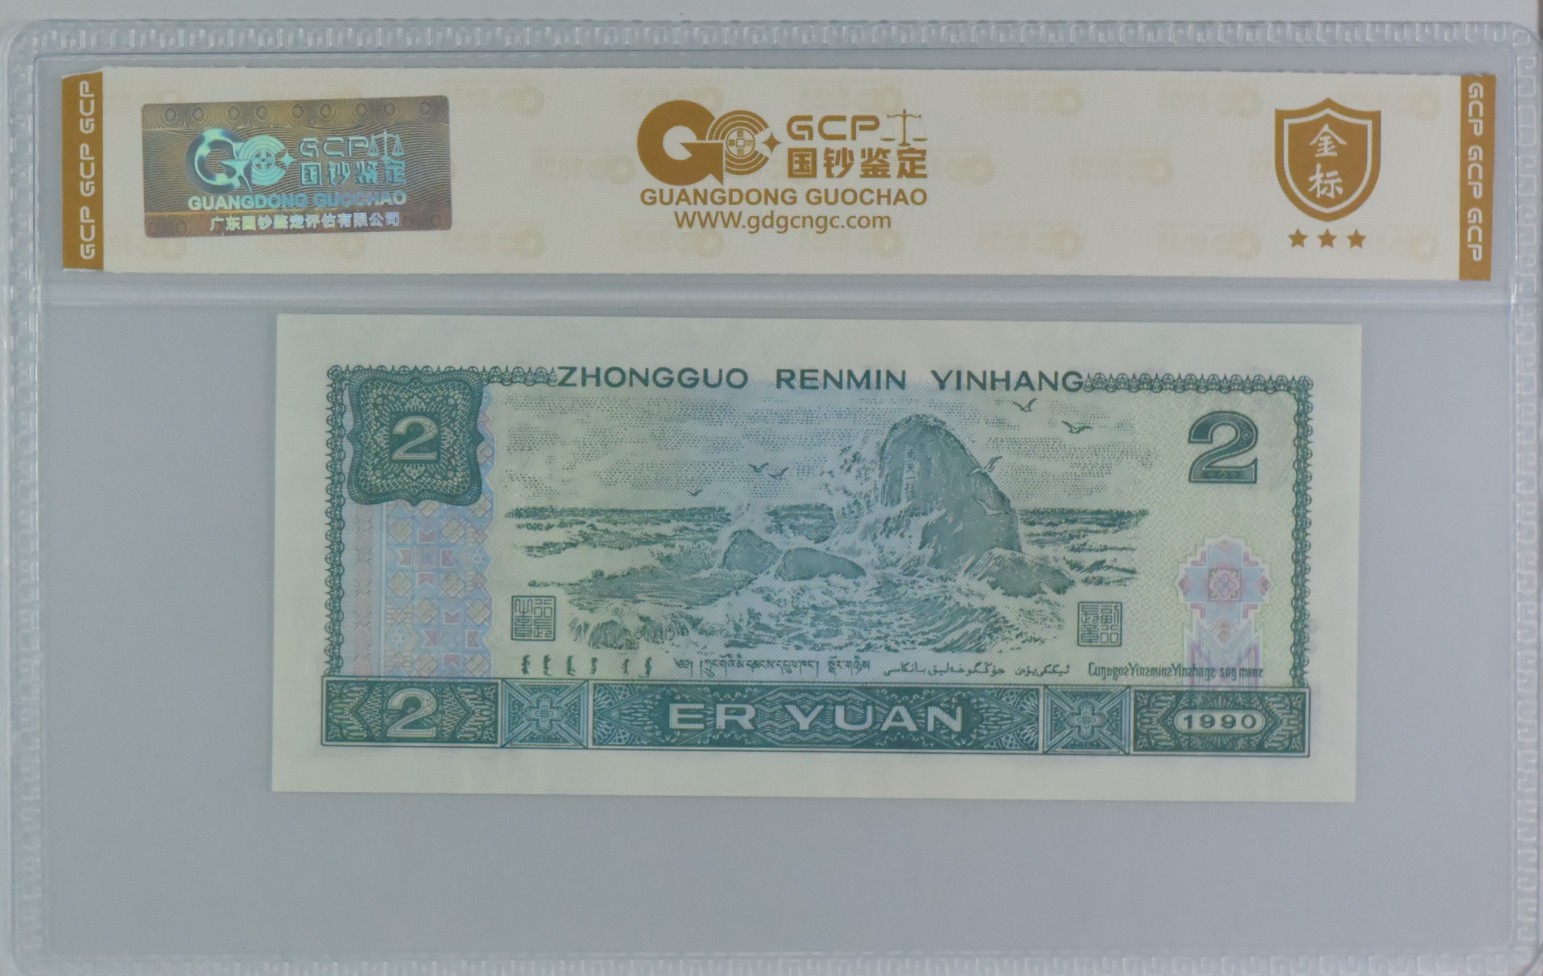 GCP GCP GCP
GCP 国钞鉴定
GUANGDONG GUOCHAO
广东国钞鉴定评估有限公司
GCP
国钞鉴定
GUANGDONG GUOCHAO
WWW.gdgcngc.com
金标
GCP GCP GCP
ZHONGGUO RENMIN YINHANG
2
2
2
ER YUAN
1990